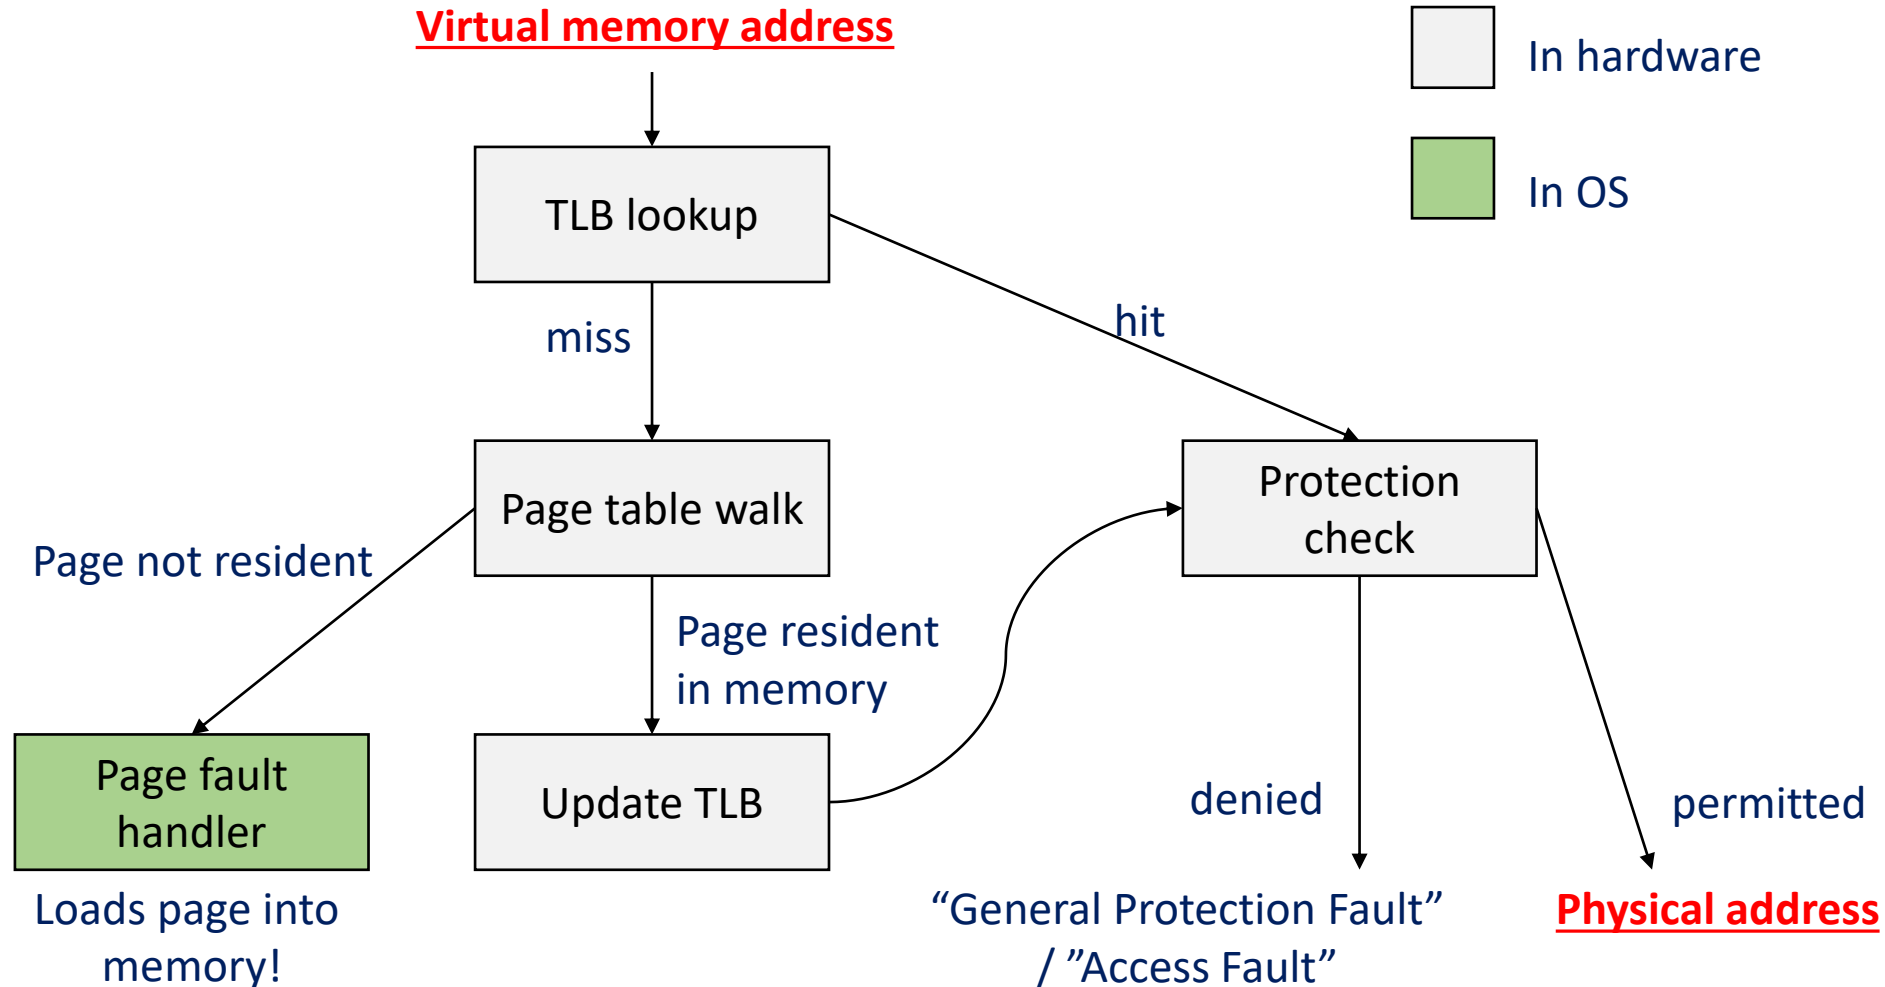 Virtual memory address
In hardware
In OS
TLB lookup
miss
hit
Page table walk
Protection
check
Page not resident
Page resident
in memory
Page fault
handler
Update TLB
denied
permitted
Loads page into
memory!
“General Protection Fault”
/ ”Access Fault”
Physical address